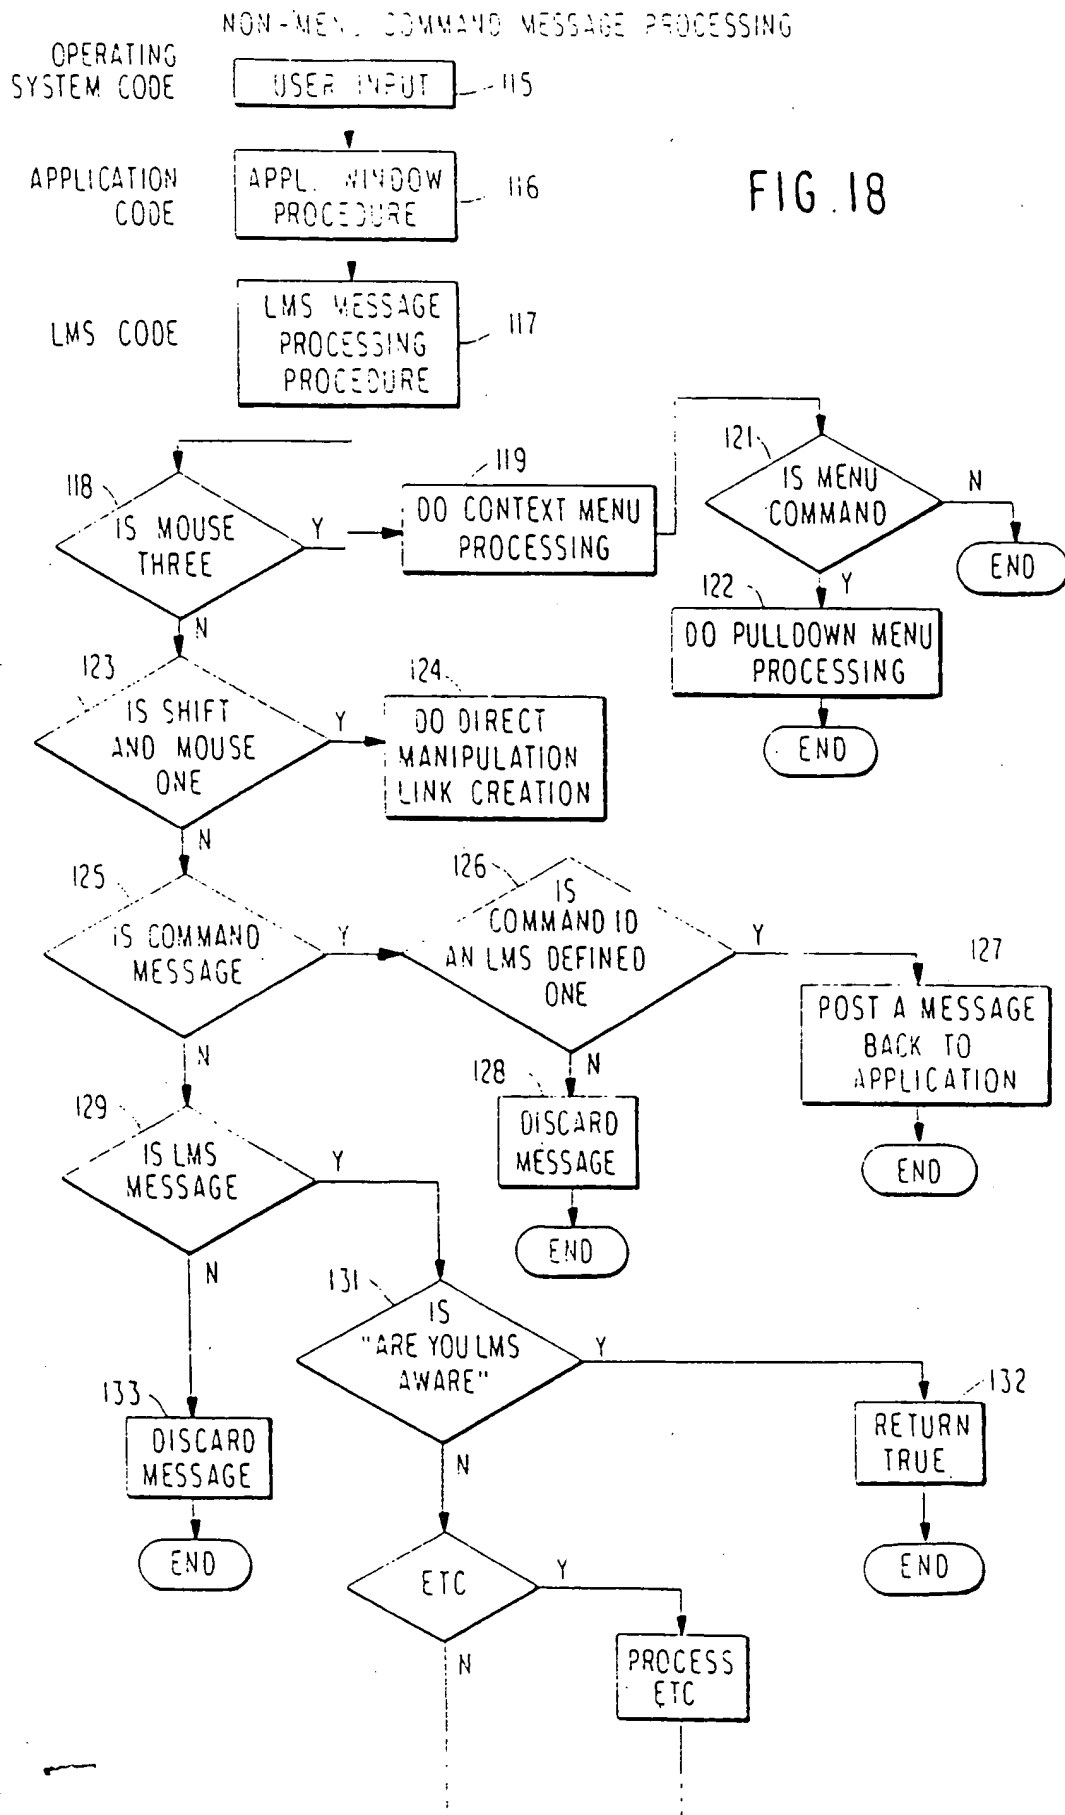 NON-MENU COMMAND MESSAGE PROCESSING
OPERATING
SYSTEM CODE
USER INPUT
115
APPLICATION
CODE
APPL. WINDOW
PROCEDURE
116
FIG.18
LMS CODE
LMS MESSAGE
PROCESSING
PROCEDURE
117
118
IS MOUSE
THREE
Y
N
119
DO CONTEXT MENU
PROCESSING
121
IS MENU
COMMAND
N
END
Y
122
DO PULLDOWN MENU
PROCESSING
END
123
IS SHIFT
AND MOUSE
ONE
Y
N
124
DO DIRECT
MANIPULATION
LINK CREATION
125
IS COMMAND
MESSAGE
Y
N
126
IS
COMMAND ID
AN LMS DEFINED
ONE
Y
N
127
POST A MESSAGE
BACK TO
APPLICATION
END
128
DISCARD
MESSAGE
END
129
IS LMS
MESSAGE
Y
N
131
IS
"ARE YOU LMS
AWARE"
Y
N
132
RETURN
TRUE
END
133
DISCARD
MESSAGE
END
ETC
Y
N
PROCESS
ETC